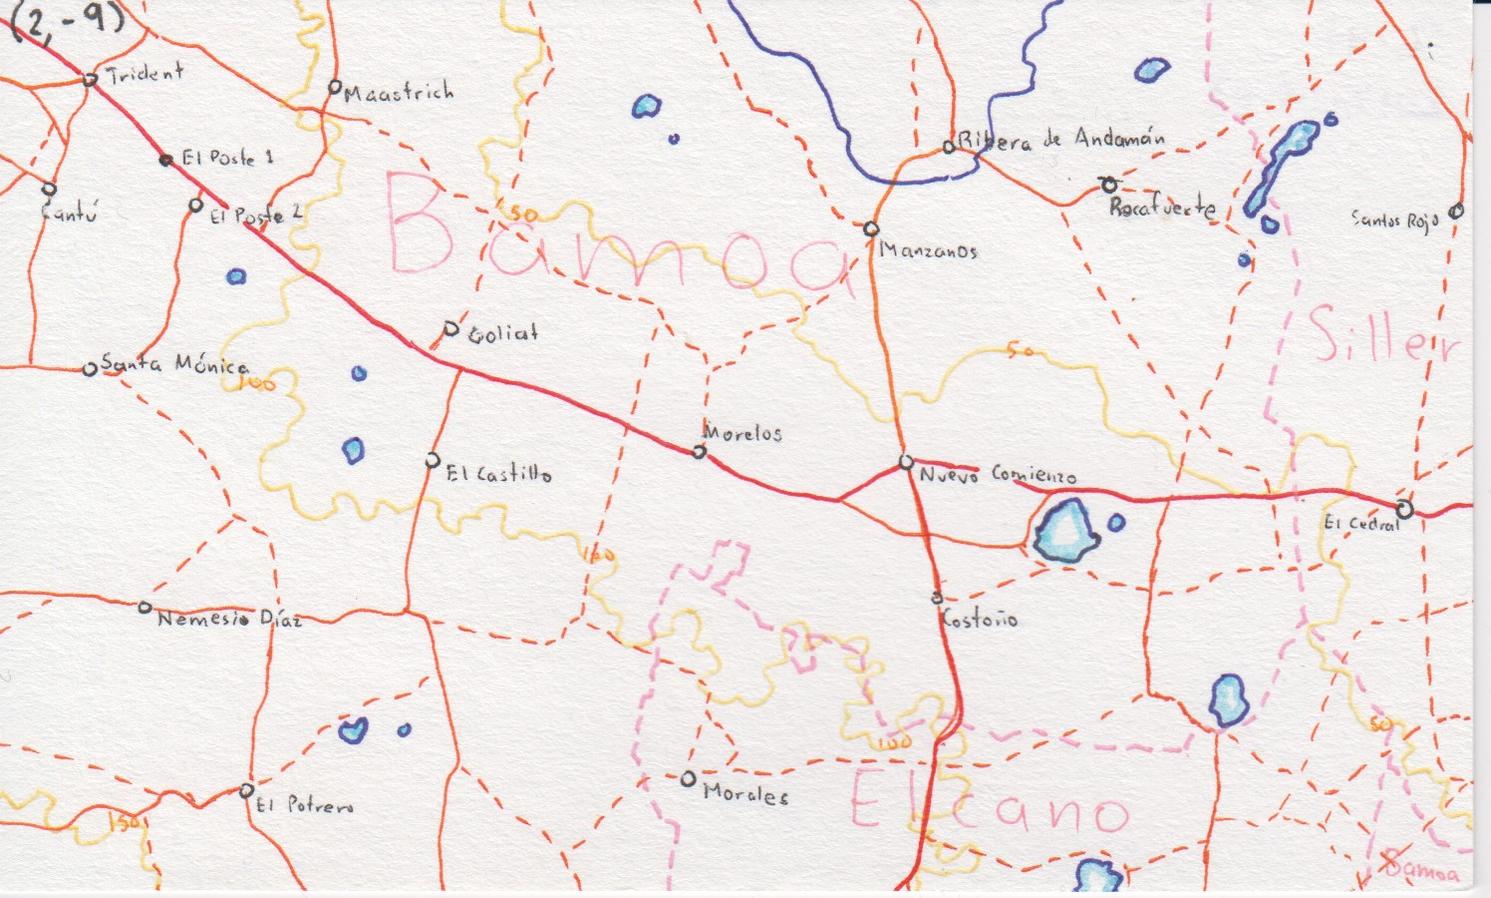 (2,-9)
Trident
Maastrich
Ribera de Andamán
El Poste 1
Cantú
El Poste 2
50
Rocafuerte
Santos Rojo
Bamoa
Manzanos
Goliat
Siller
Santa Mónica
100
50
Morelos
El Castillo
Nuevo Comienzo
El Cedral
100
Nemesio Díaz
Costoño
50
100
Morales
El Potrero
Elcano
150
Bamoa